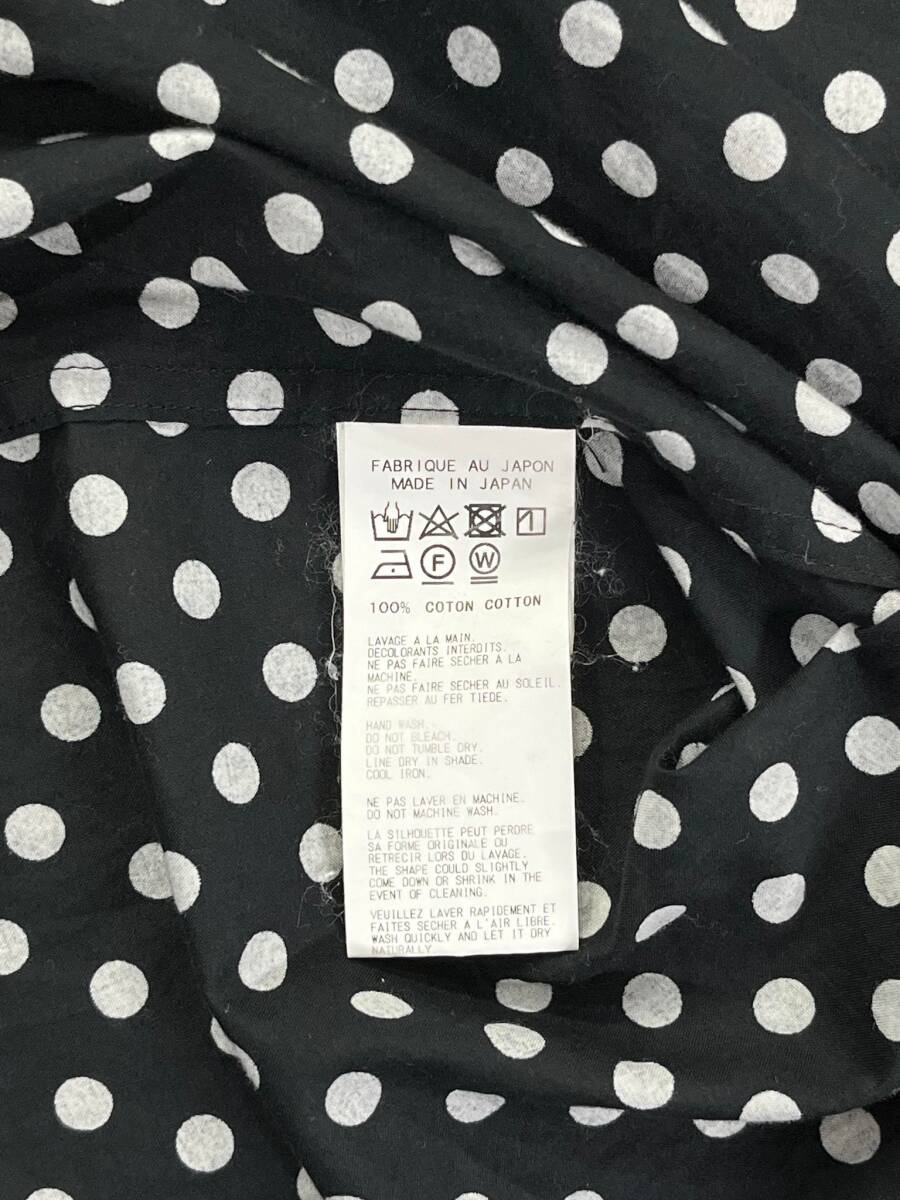 FABRIQUE AU JAPON
MADE IN JAPAN
F W
100% COTON COTTON
LAVAGE A LA MAIN.
DECOLORANTS INTERDITS.
NE PAS FAIRE SECHER A LA
MACHINE.
NE PAS FAIRE SECHER AU SOLEIL.
REPASSER AU FER TIEDE.
HAND WASH.
DO NOT BLEACH.
DO NOT TUMBLE DRY.
LINE DRY IN SHADE.
COOL IRON.
NE PAS LAVER EN MACHINE.
DO NOT MACHINE WASH.
LA SILHOUETTE PEUT PERDRE
SA FORME ORIGINALE OU
RETRECIR LORS DU LAVAGE.
THE SHAPE COULD SLIGHTLY
COME DOWN OR SHRINK IN THE
EVENT OF CLEANING.
VEUILLEZ LAVER RAPIDEMENT ET
FAITES SECHER A L'AIR LIBRE.
WASH QUICKLY AND LET IT DRY
NATURALLY